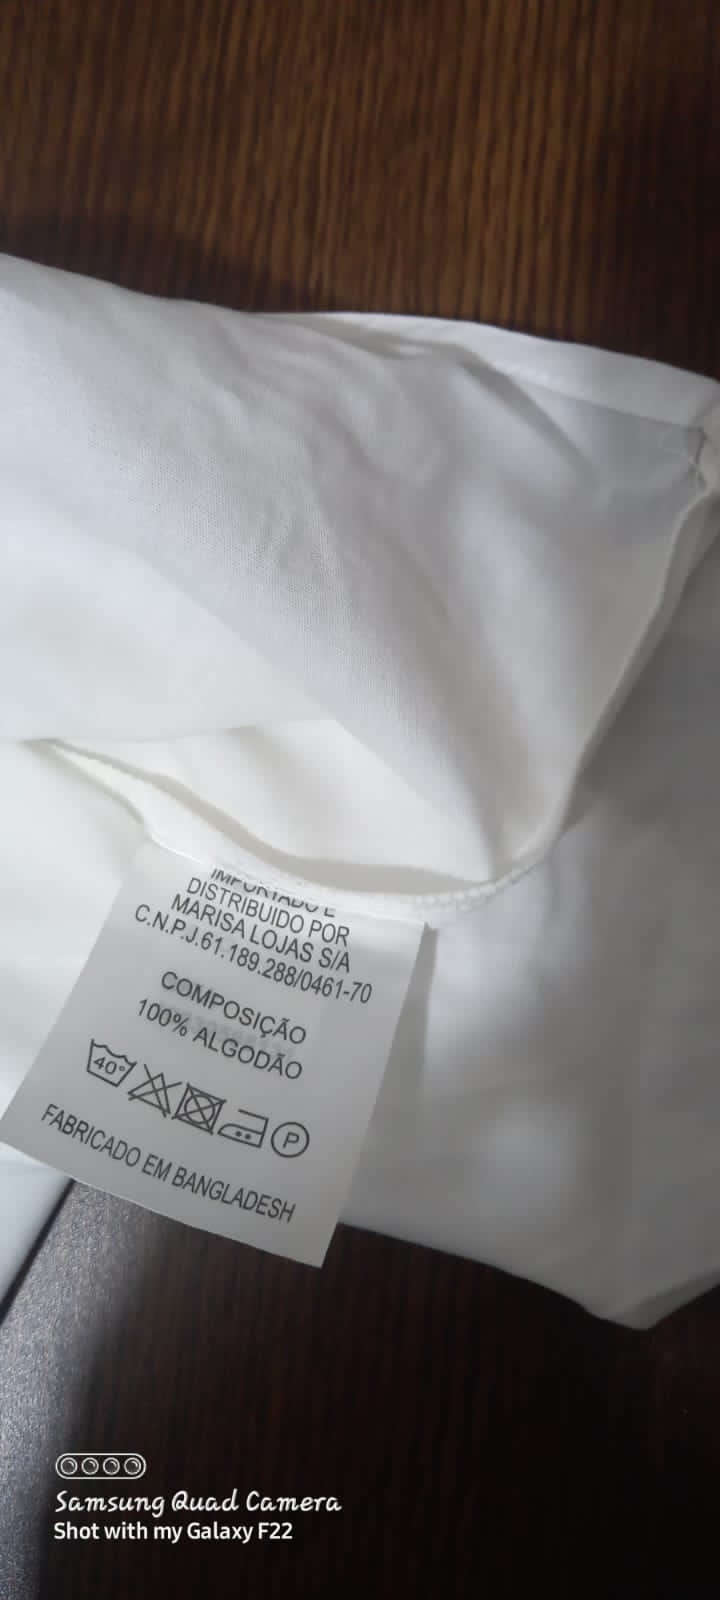 IMPORTADO E
DISTRIBUIDO POR
MARISA LOJAS S/A
C.N.P.J.61.189.288/0461-70
COMPOSIÇÃO
100% ALGODÃO
40°
P
FABRICADO EM BANGLADESH
Samsung Quad Camera
Shot with my Galaxy F22